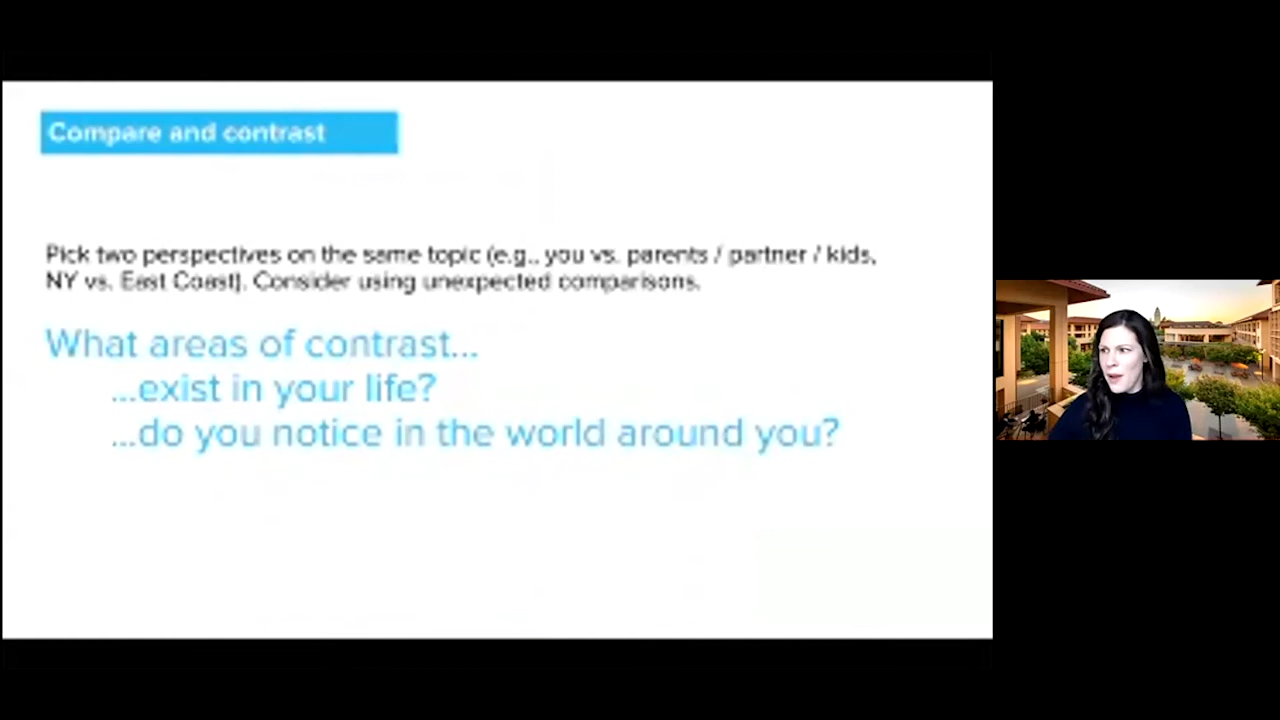 Compare and contrast
Pick two perspectives on the same topic (e.g., you vs. parents / partner / kids,
NY vs. East Coast). Consider using unexpected comparisons.
What areas of contrast...
...exist in your life?
...do you notice in the world around you?